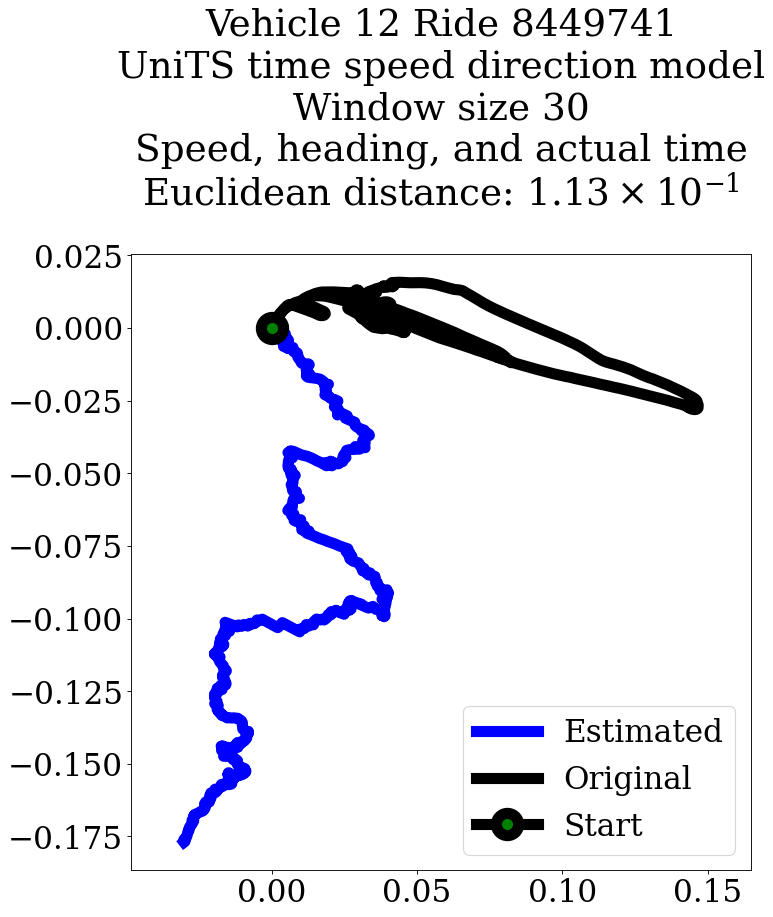 Vehicle 12 Ride 8449741
UniTS time speed direction model
Window size 30
Speed, heading, and actual time
Euclidean distance: 1.13 × 10⁻¹
0.025
0.000
−0.025
−0.050
−0.075
−0.100
−0.125
−0.150
−0.175
Estimated
Original
Start
0.00
0.05
0.10
0.15